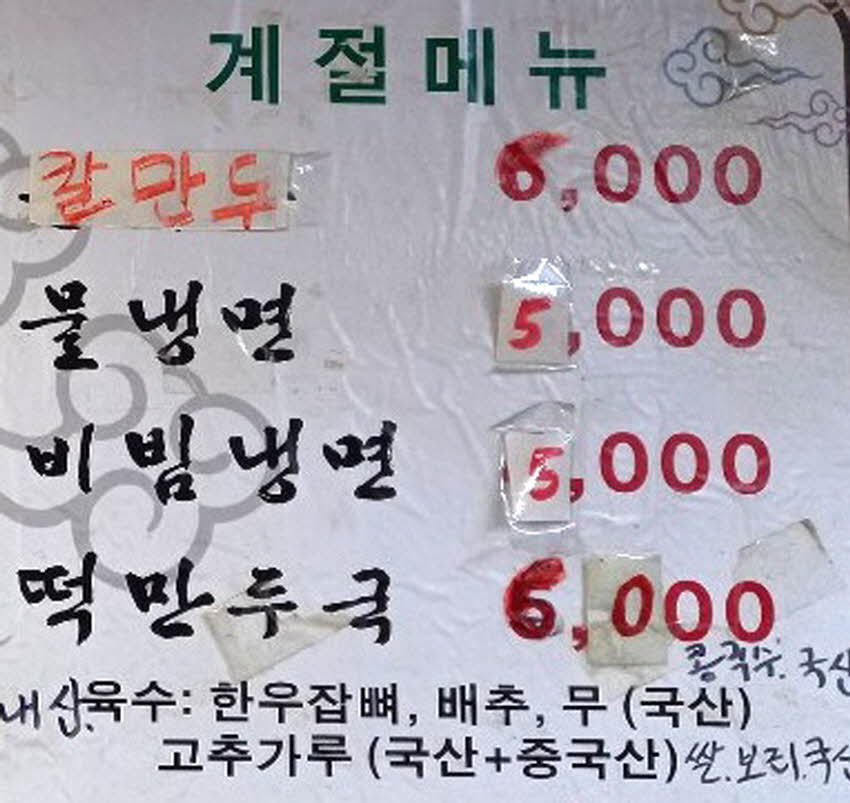 계절메뉴
칼만두 6,000
물냉면 5,000
비빔냉면 5,000
떡만두국 6,000
콩국수: 국산
내산. 육수: 한우잡뼈, 배추, 무 (국산)
고추가루 (국산+중국산) 쌀.보리.국산